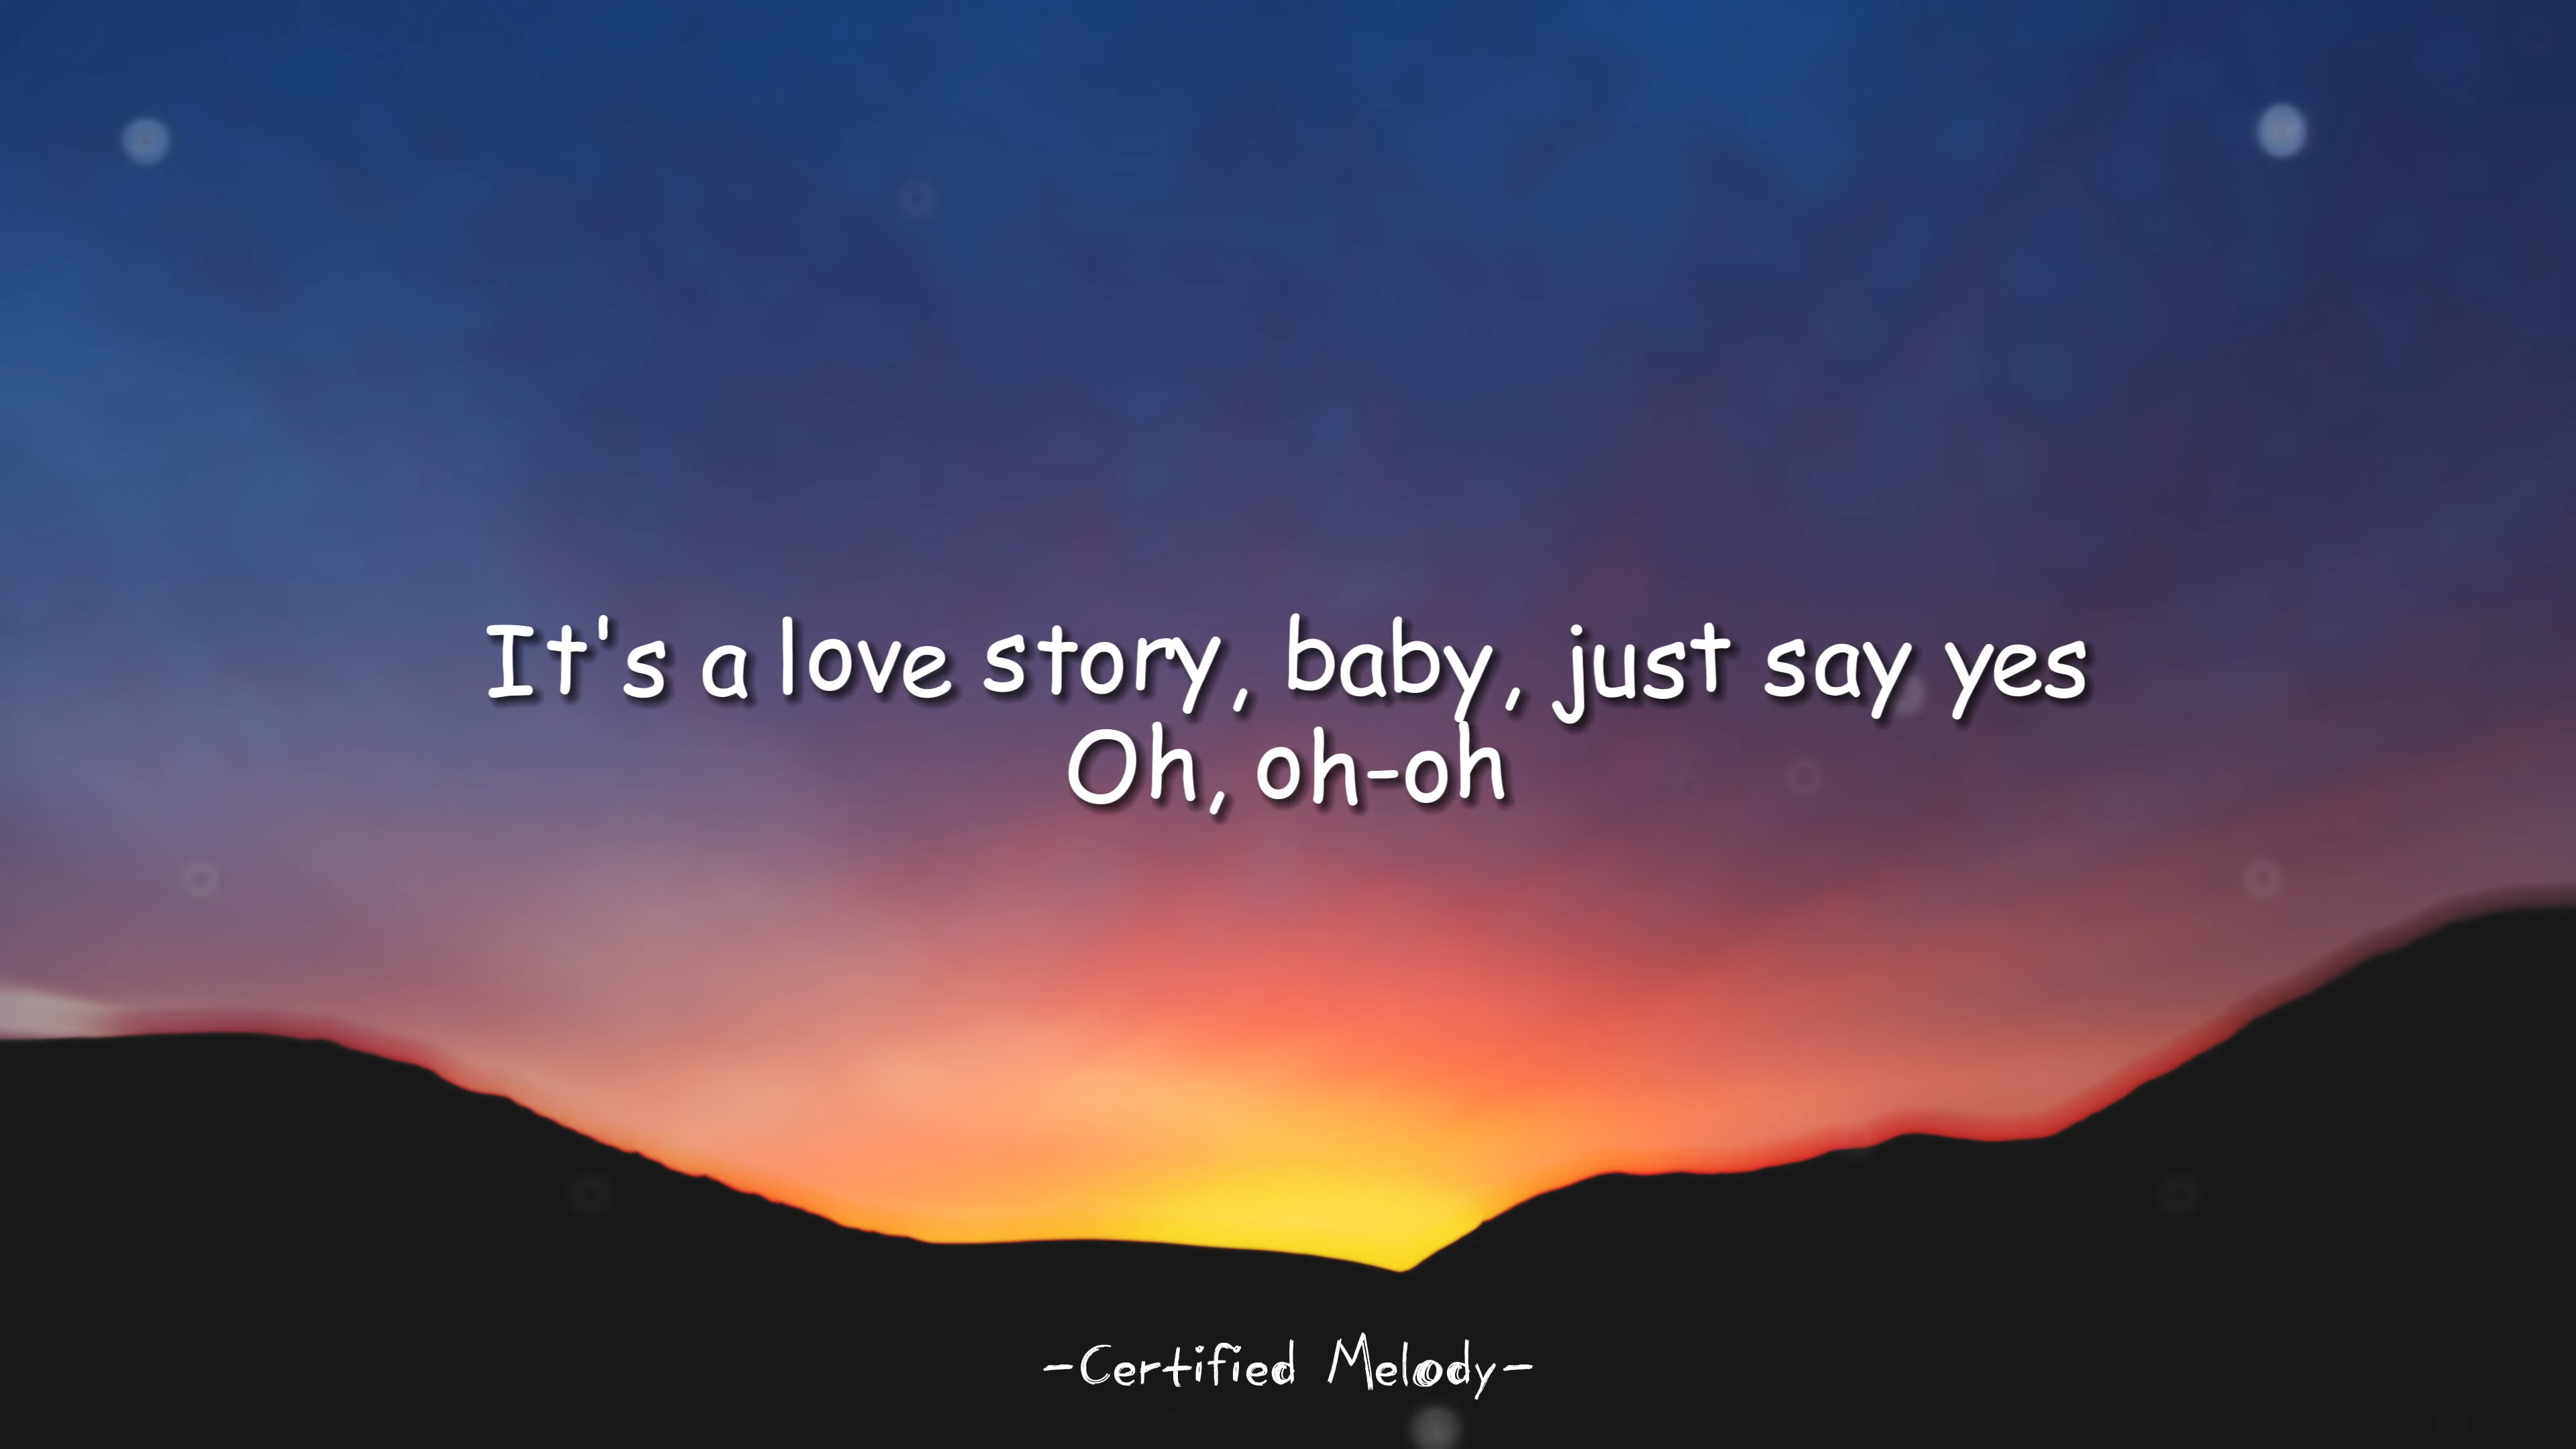 It's a love story, baby, just say yes
Oh, oh-oh
-Certified Melody-